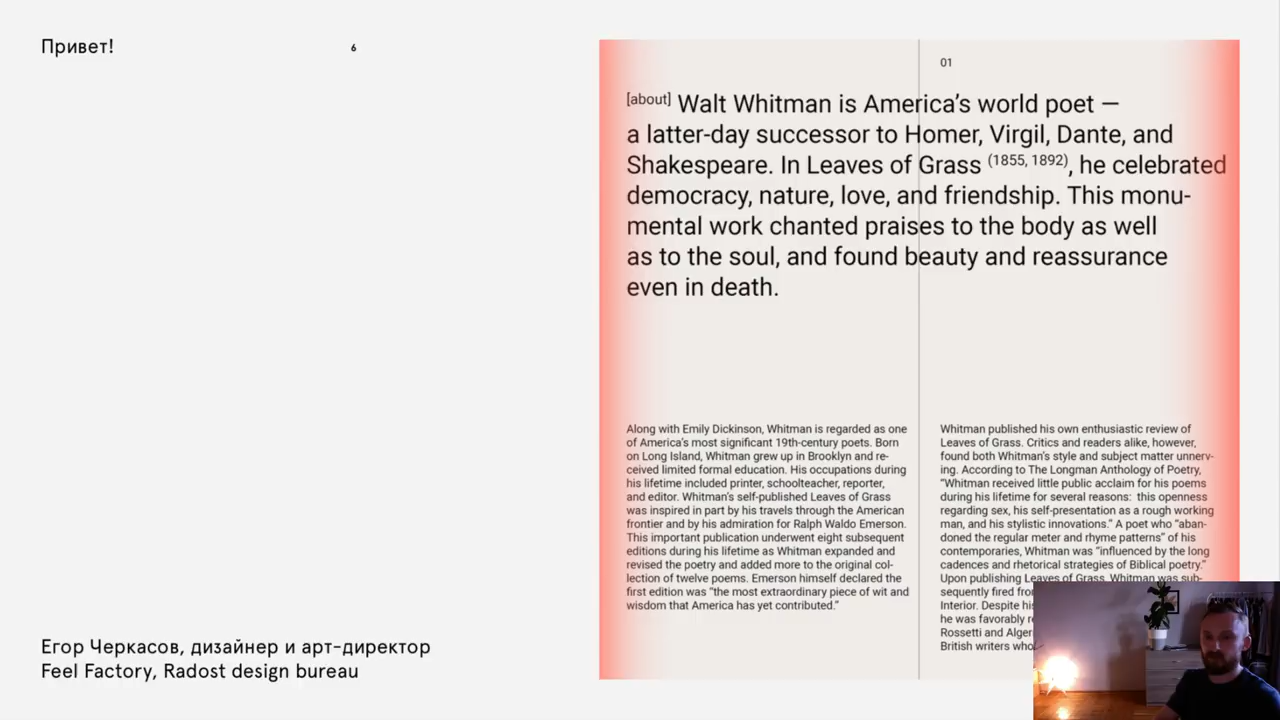 Привет!
6
01
[about] Walt Whitman is America’s world poet —
a latter-day successor to Homer, Virgil, Dante, and
Shakespeare. In Leaves of Grass (1855, 1892), he celebrated
democracy, nature, love, and friendship. This monu-
mental work chanted praises to the body as well
as to the soul, and found beauty and reassurance
even in death.
Along with Emily Dickinson, Whitman is regarded as one
of America’s most significant 19th-century poets. Born
on Long Island, Whitman grew up in Brooklyn and re-
ceived limited formal education. His occupations during
his lifetime included printer, schoolteacher, reporter,
and editor. Whitman’s self-published Leaves of Grass
was inspired in part by his travels through the American
frontier and by his admiration for Ralph Waldo Emerson.
This important publication underwent eight subsequent
editions during his lifetime as Whitman expanded and
revised the poetry and added more to the original col-
lection of twelve poems. Emerson himself declared the
first edition was “the most extraordinary piece of wit and
wisdom that America has yet contributed.”
Whitman published his own enthusiastic review of
Leaves of Grass. Critics and readers alike, however,
found both Whitman’s style and subject matter unnerv-
ing. According to The Longman Anthology of Poetry,
“Whitman received little public acclaim for his poems
during his lifetime for several reasons: this openness
regarding sex, his self-presentation as a rough working
man, and his stylistic innovations.” A poet who “aban-
doned the regular meter and rhyme patterns” of his
contemporaries, Whitman was “influenced by the long
cadences and rhetorical strategies of Biblical poetry.”
Upon publishing Leaves of Grass, Whitman was sub-
sequently fired
Interior. Despite
he was favorably
Rossetti and
British writers who
Егор Черкасов, дизайнер и арт-директор
Feel Factory, Radost design bureau